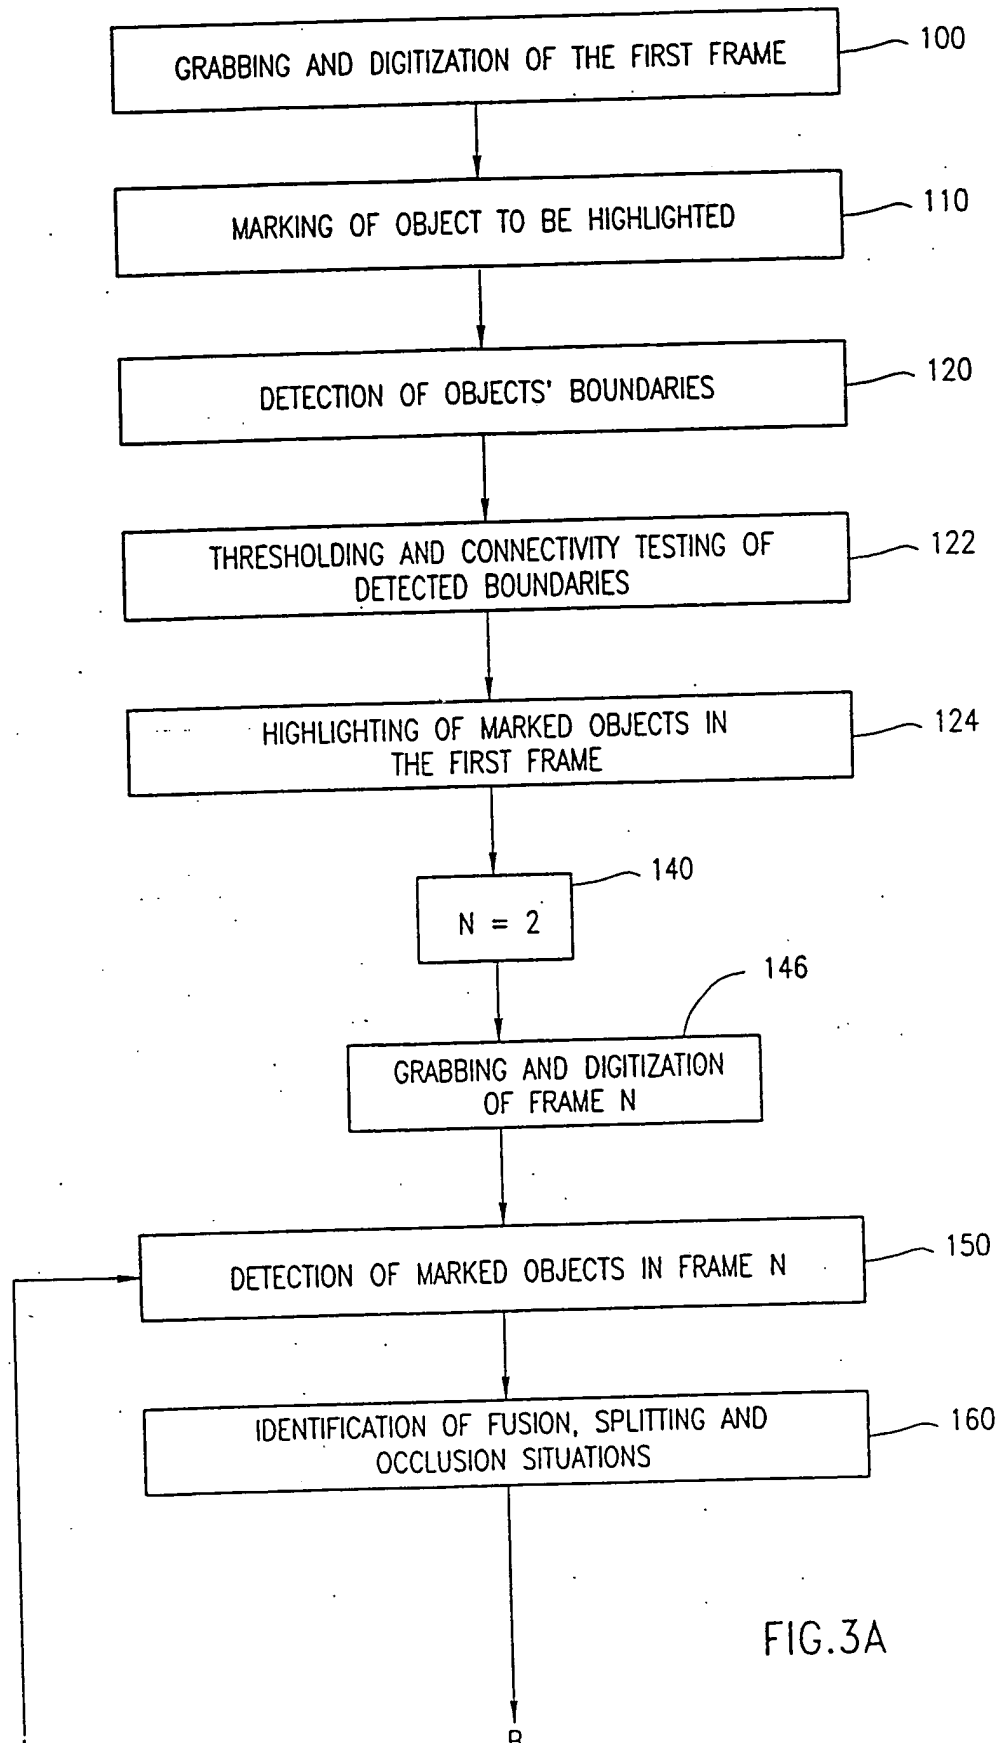 GRABBING AND DIGITIZATION OF THE FIRST FRAME
100
MARKING OF OBJECT TO BE HIGHLIGHTED
110
DETECTION OF OBJECTS' BOUNDARIES
120
THRESHOLDING AND CONNECTIVITY TESTING OF
DETECTED BOUNDARIES
122
HIGHLIGHTING OF MARKED OBJECTS IN
THE FIRST FRAME
124
N = 2
140
146
GRABBING AND DIGITIZATION
OF FRAME N
DETECTION OF MARKED OBJECTS IN FRAME N
150
IDENTIFICATION OF FUSION, SPLITTING AND
OCCLUSION SITUATIONS
160
FIG.3A